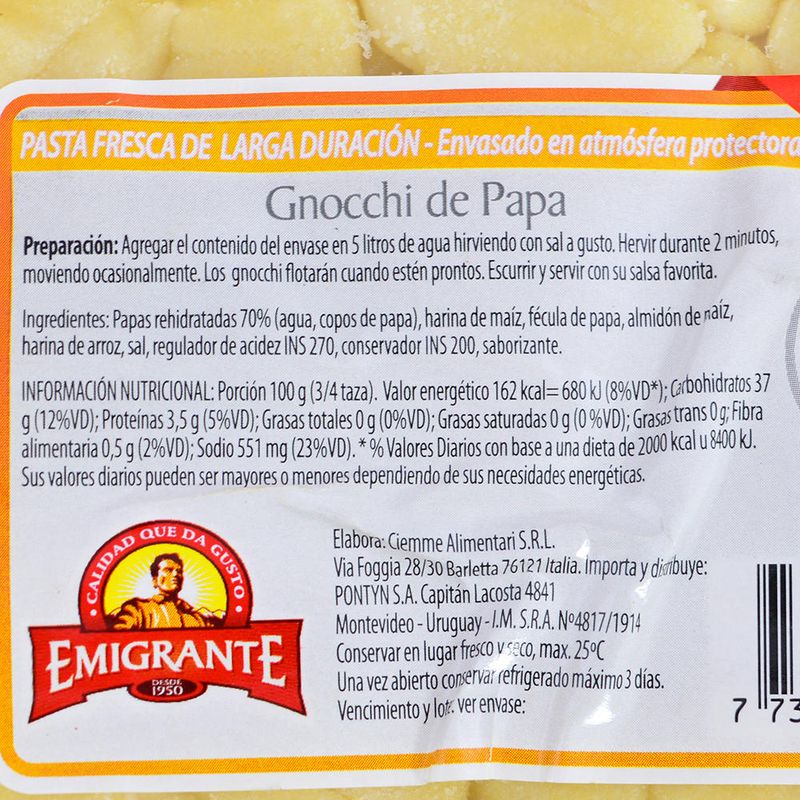 PASTA FRESCA DE LARGA DURACIÓN - Envasado en atmósfera protectora
Gnocchi de Papa
Preparación: Agregar el contenido del envase en 5 litros de agua hirviendo con sal a gusto. Hervir durante 2 minutos,
moviendo ocasionalmente. Los gnocchi flotarán cuando estén prontos. Escurrir y servir con su salsa favorita.
Ingredientes: Papas rehidratadas 70% (agua, copos de papa), harina de maíz, fécula de papa, almidón de maíz,
harina de arroz, sal, regulador de acidez INS 270, conservador INS 200, saborizante.
INFORMACIÓN NUTRICIONAL: Porción 100 g (3/4 taza). Valor energético 162 kcal= 680 kJ (8%VD*); Carbohidratos 37
g (12%VD); Proteínas 3,5 g (5%VD); Grasas totales 0 g (0%VD); Grasas saturadas 0 g (0 %VD); Grasas trans 0 g; Fibra
alimentaria 0,5 g (2%VD); Sodio 551 mg (23%VD). * % Valores Diarios con base a una dieta de 2000 kcal u 8400 kJ.
Sus valores diarios pueden ser mayores o menores dependiendo de sus necesidades energéticas.
CALIDAD QUE DA GUSTO
EMIGRANTE
DESDE
1950
Elabora: Ciemme Alimentari S.R.L.
Via Foggia 28/30 Barletta 76121 Italia. Importa y distribuye:
PONTYN S.A. Capitán Lacosta 4841
Montevideo - Uruguay - I.M. S.R.A. Nº4817/1914
Conservar en lugar fresco y seco, max. 25ºC
Una vez abierto conservar refrigerado máximo 3 días.
Vencimiento y lote: ver envase:
7 73